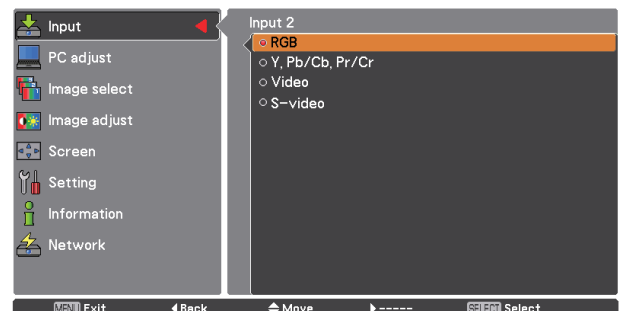 Input
PC adjust
Image select
Image adjust
Screen
Setting
Information
Network
Input 2
RGB
Y, Pb/Cb, Pr/Cr
Video
S-video
MENU Exit
Back
Move
-----
SELECT Select